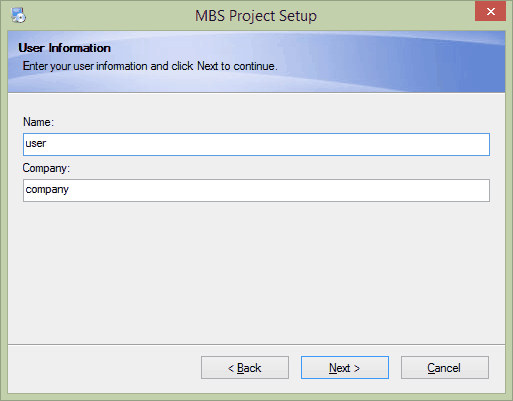 MBS Project Setup
User Information
Enter your user information and click Next to continue.
Name:
user
Company:
company
< Back
Next >
Cancel